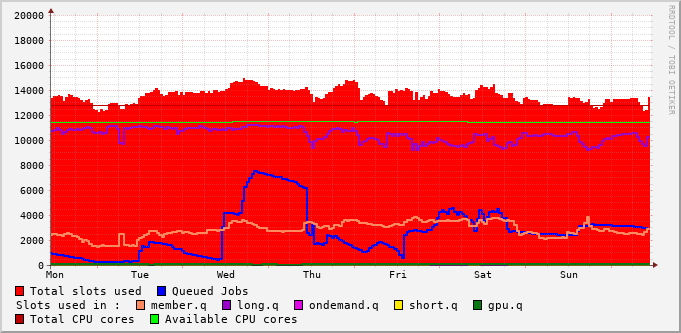 20000
18000
16000
14000
12000
10000
8000
6000
4000
2000
0
Mon Tue Wed Thu Fri Sat Sun
RRDTOOL / TOBI OETIKER
Total slots used Queued Jobs
Slots used in : member.q long.q ondemand.q short.q gpu.q
Total CPU cores Available CPU cores